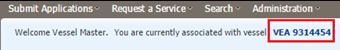 Submit Applications Request a Service Search Administration
Welcome Vessel Master. You are currently associated with vessel VEA 9314454